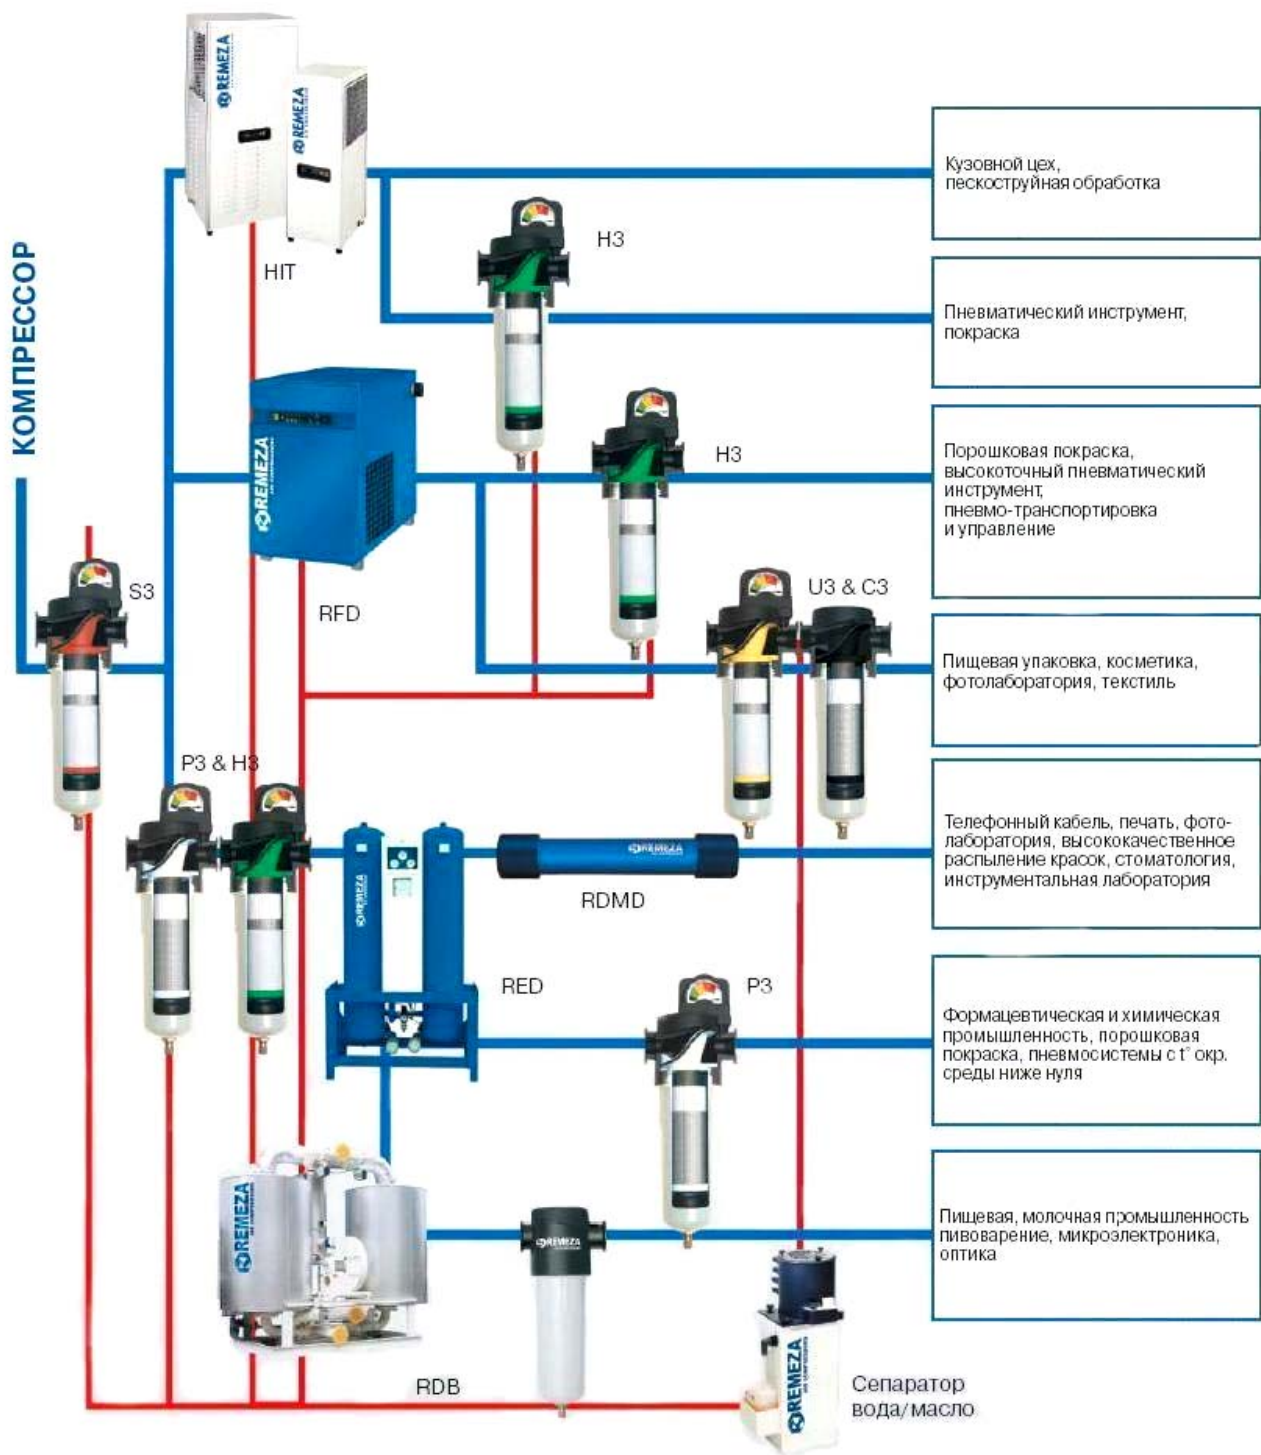 REMEZA
REMEZA
Кузовной цех,
пескоструйная обработка
H3
КОМПРЕССОР
HIT
Пневматический инструмент,
покраска
H3
REMEZA
Порошковая покраска,
высокоточный пневматический
инструмент,
пневмо-транспортировка
и управление
S3
RFD
U3 & C3
Пищевая упаковка, косметика,
фотолаборатория, текстиль
P3 & H3
REMEZA
REMEZA
RDMD
Телефонный кабель, печать, фото-
лаборатория, высококачественное
распыление красок, стоматология,
инструментальная лаборатория
RED
P3
Формацевтическая и химическая
промышленность, порошковая
покраска, пневмосистемы с t° окр.
среды ниже нуля
REMEZA
REMEZA
Пищевая, молочная промышленность
пивоварение, микроэлектроника,
оптика
RDB
REMEZA
Сепаратор
вода/масло